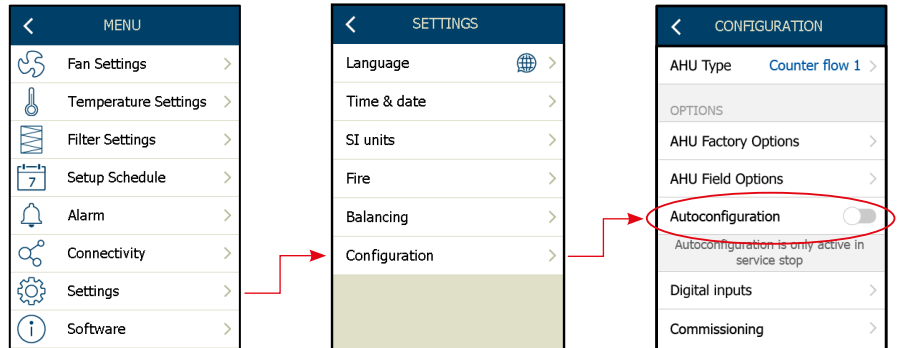 MENU
Fan Settings
Temperature Settings
Filter Settings
7
Setup Schedule
Alarm
Connectivity
Settings
i
Software
SETTINGS
Language
Time & date
SI units
Fire
Balancing
Configuration
CONFIGURATION
AHU Type Counter flow 1
OPTIONS
AHU Factory Options
AHU Field Options
Autoconfiguration
Autoconfiguration is only active in
service stop
Digital inputs
Commissioning